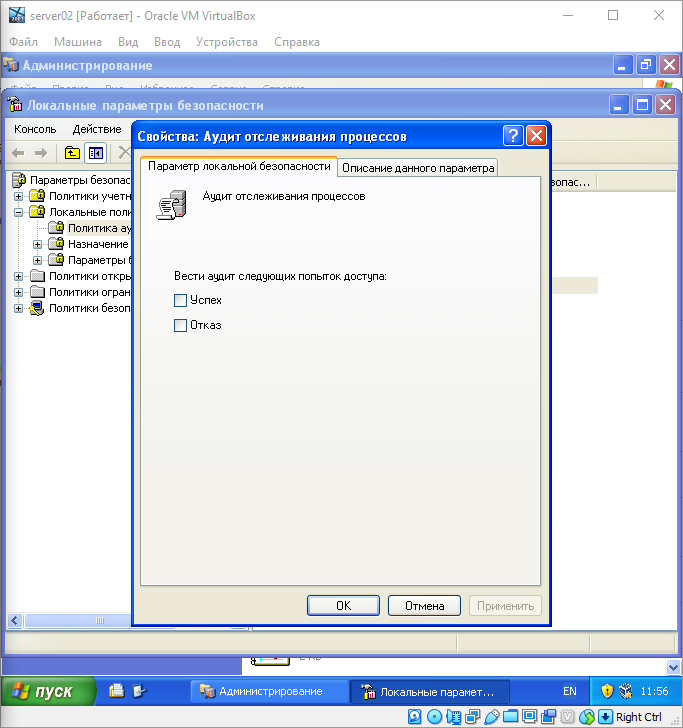 server02 [Работает] - Oracle VM VirtualBox
Файл Машина Вид Ввод Устройства Справка
Администрирование
Локальные параметры безопасности
Консоль Действие
Свойства: Аудит отслеживания процессов
Параметр локальной безопасности
Описание данного параметра
Параметры безопас
Политики учетн
Локальные поли
Политика ау
Назначение
Параметры б
Политики откры
Политики огран
Политики безоп
опас...
Аудит отслеживания процессов
Вести аудит следующих попыток доступа:
Успех
Отказ
OK Отмена Применить
пуск Администрирование Локальные парамет... EN 11:56
Right Ctrl